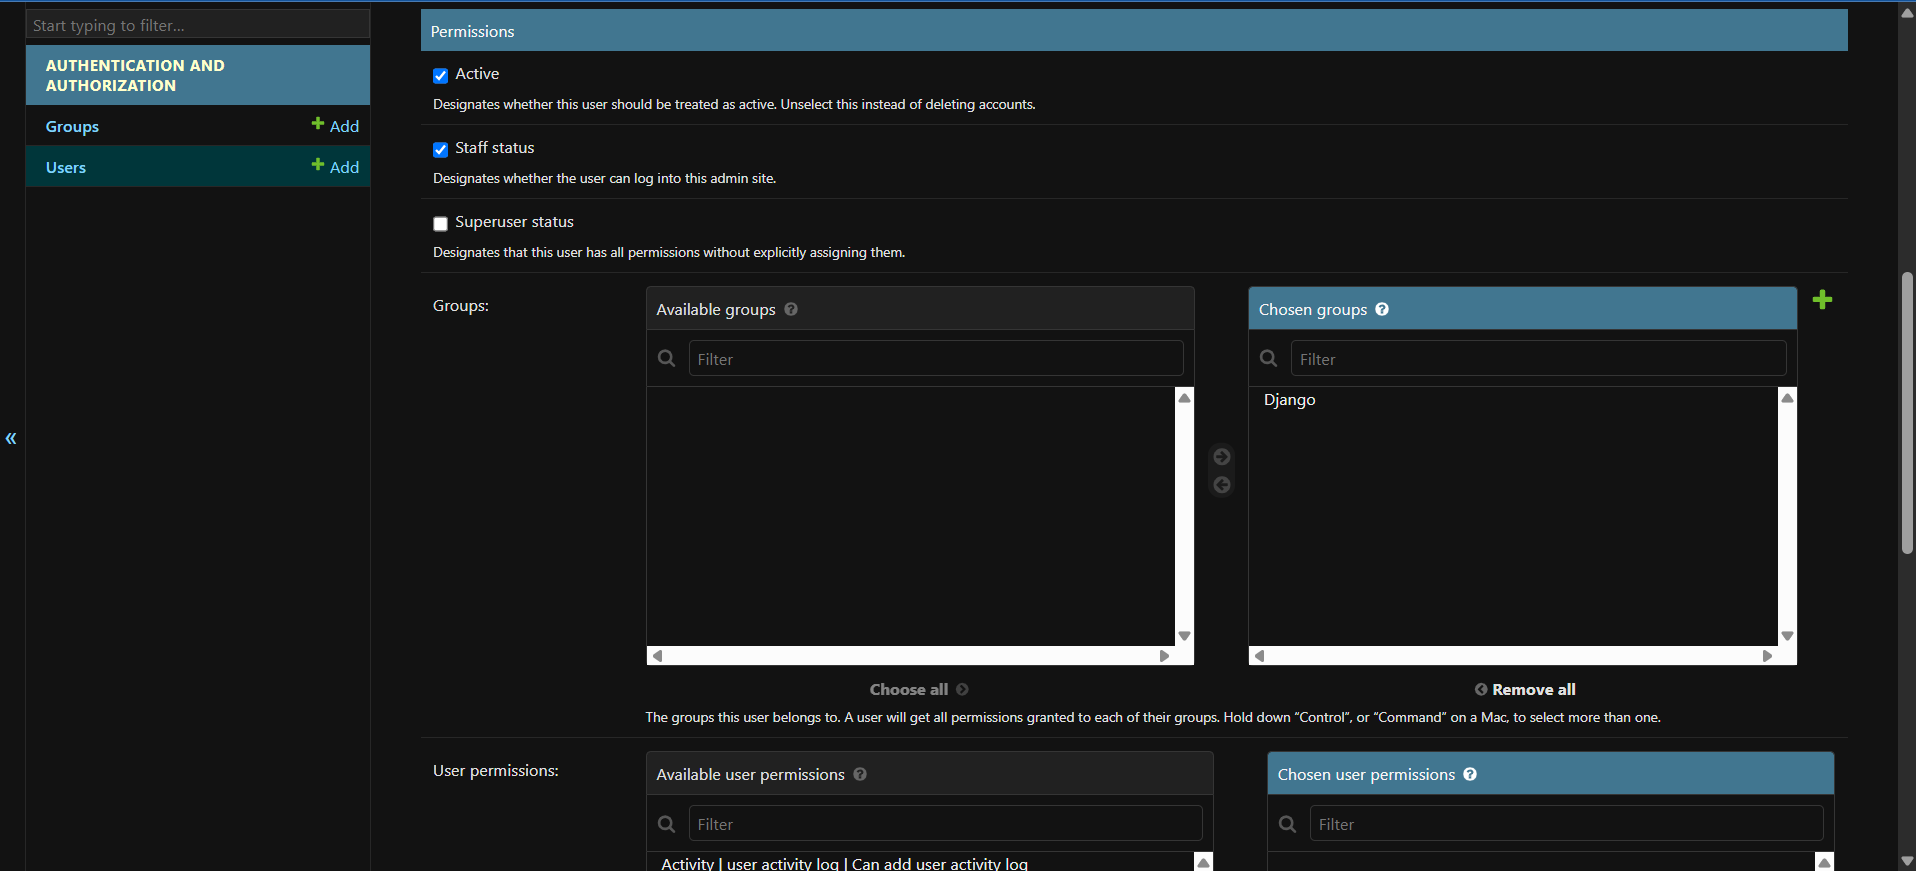 Start typing to filter...
AUTHENTICATION AND
AUTHORIZATION
Groups
Add
Users
Add
Permissions
Active
Designates whether this user should be treated as active. Unselect this instead of deleting accounts.
Staff status
Designates whether the user can log into this admin site.
Superuser status
Designates that this user has all permissions without explicitly assigning them.
Groups:
Available groups
Filter
Choose all
Chosen groups
Filter
Django
Remove all
The groups this user belongs to. A user will get all permissions granted to each of their groups. Hold down “Control”, or “Command” on a Mac, to select more than one.
User permissions:
Available user permissions
Filter
Activity | user activity log | Can add user activity log
Chosen user permissions
Filter